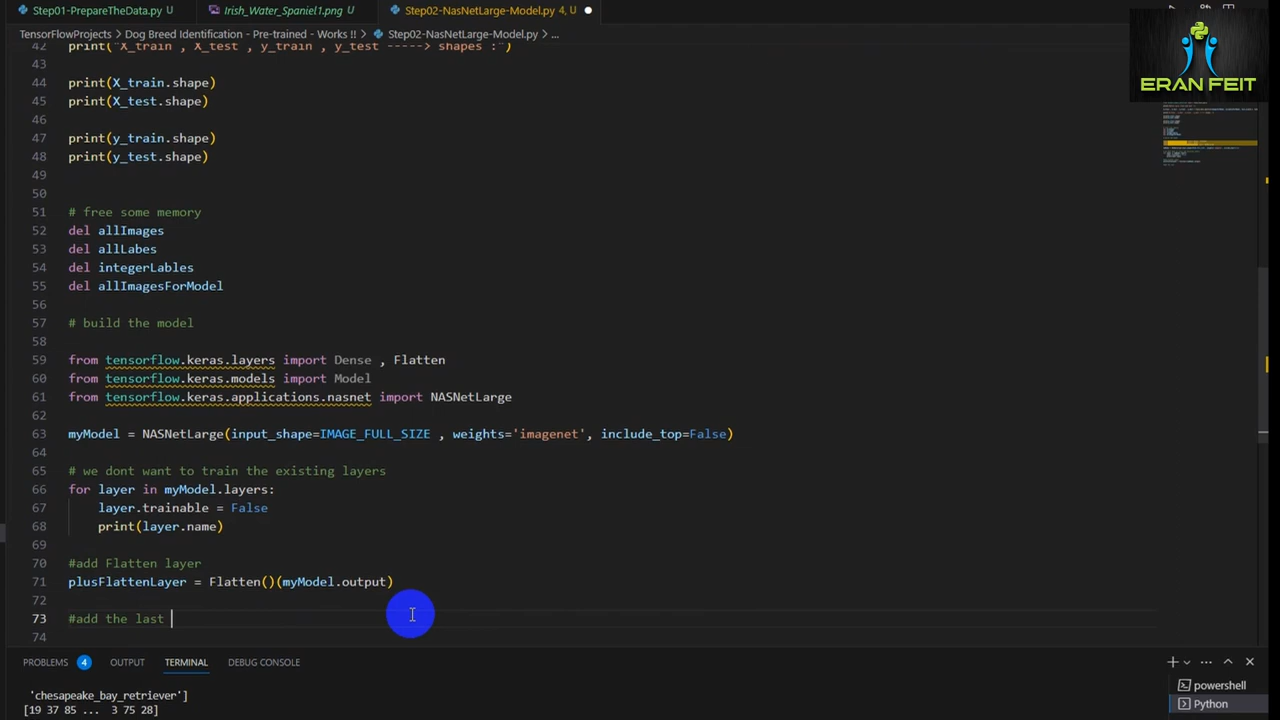 Step01-PrepareTheData.py U
Irish_Water_Spaniel1.png U
Step02-NasNetLarge-Model.py 4, U
TensorFlowProjects > Dog Breed Identification - Pre-trained - Works !! > Step02-NasNetLarge-Model.py > ...
ERAN FEIT
42 print("X_train , X_test , y_train , y_test -----> shapes :")
43
44 print(X_train.shape)
45 print(X_test.shape)
46
47 print(y_train.shape)
48 print(y_test.shape)
49
50
51 # free some memory
52 del allImages
53 del allLabes
54 del integerLables
55 del allImagesForModel
56
57 # build the model
58
59 from tensorflow.keras.layers import Dense , Flatten
60 from tensorflow.keras.models import Model
61 from tensorflow.keras.applications.nasnet import NASNetLarge
62
63 myModel = NASNetLarge(input_shape=IMAGE_FULL_SIZE , weights='imagenet', include_top=False)
64
65 # we dont want to train the existing layers
66 for layer in myModel.layers:
67 layer.trainable = False
68 print(layer.name)
69
70 #add Flatten layer
71 plusFlattenLayer = Flatten()(myModel.output)
72
73 #add the last
74
PROBLEMS 4 OUTPUT TERMINAL DEBUG CONSOLE
'chesapeake_bay_retriever']
[19 37 85 ... 3 75 28]
powershell
Python